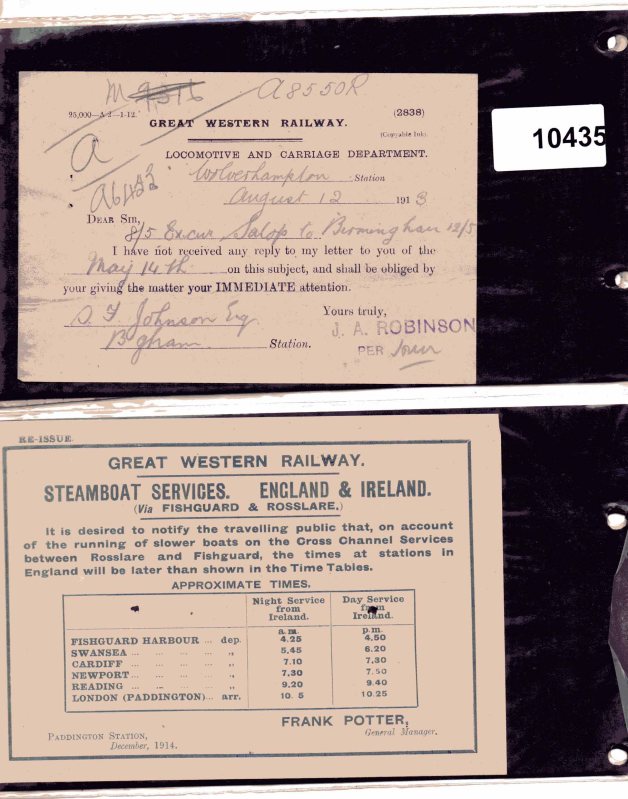 M 9316
A 8550R
25,000—A 2—1-12.
(2838)
GREAT WESTERN RAILWAY.
(Copyable Ink).
A
LOCOMOTIVE AND CARRIAGE DEPARTMENT.
Wolverhampton Station
A6422
August 12 1913
DEAR SIR,
8/5 Excur Salop to Birmingham 12/5
I have not received any reply to my letter to you of the
May 14th on this subject, and shall be obliged by
your giving the matter your IMMEDIATE attention.
Johnson Esq
Yours truly,
J. A. ROBINSON
B'gham Station.
PER
10435
RE-ISSUE.
GREAT WESTERN RAILWAY.
STEAMBOAT SERVICES. ENGLAND & IRELAND.
(Via FISHGUARD & ROSSLARE.)
It is desired to notify the travelling public that, on account
of the running of slower boats on the Cross Channel Services
between Rosslare and Fishguard, the times at stations in
England will be later than shown in the Time Tables.
APPROXIMATE TIMES.
Night Service from Ireland. Day Service from Ireland.
a.m. p.m.
FISHGUARD HARBOUR ... dep. 4.25 4.50
SWANSEA ... ... ... ... ,, 5.45 6.20
CARDIFF ... ... ... ... ,, 7.10 7.30
NEWPORT ... ... ... ... ,, 7.30 7.50
READING ... ... ... ... ,, 9.20 9.40
LONDON (PADDINGTON)... arr. 10. 5 10.25
FRANK POTTER,
General Manager.
PADDINGTON STATION,
December, 1914.